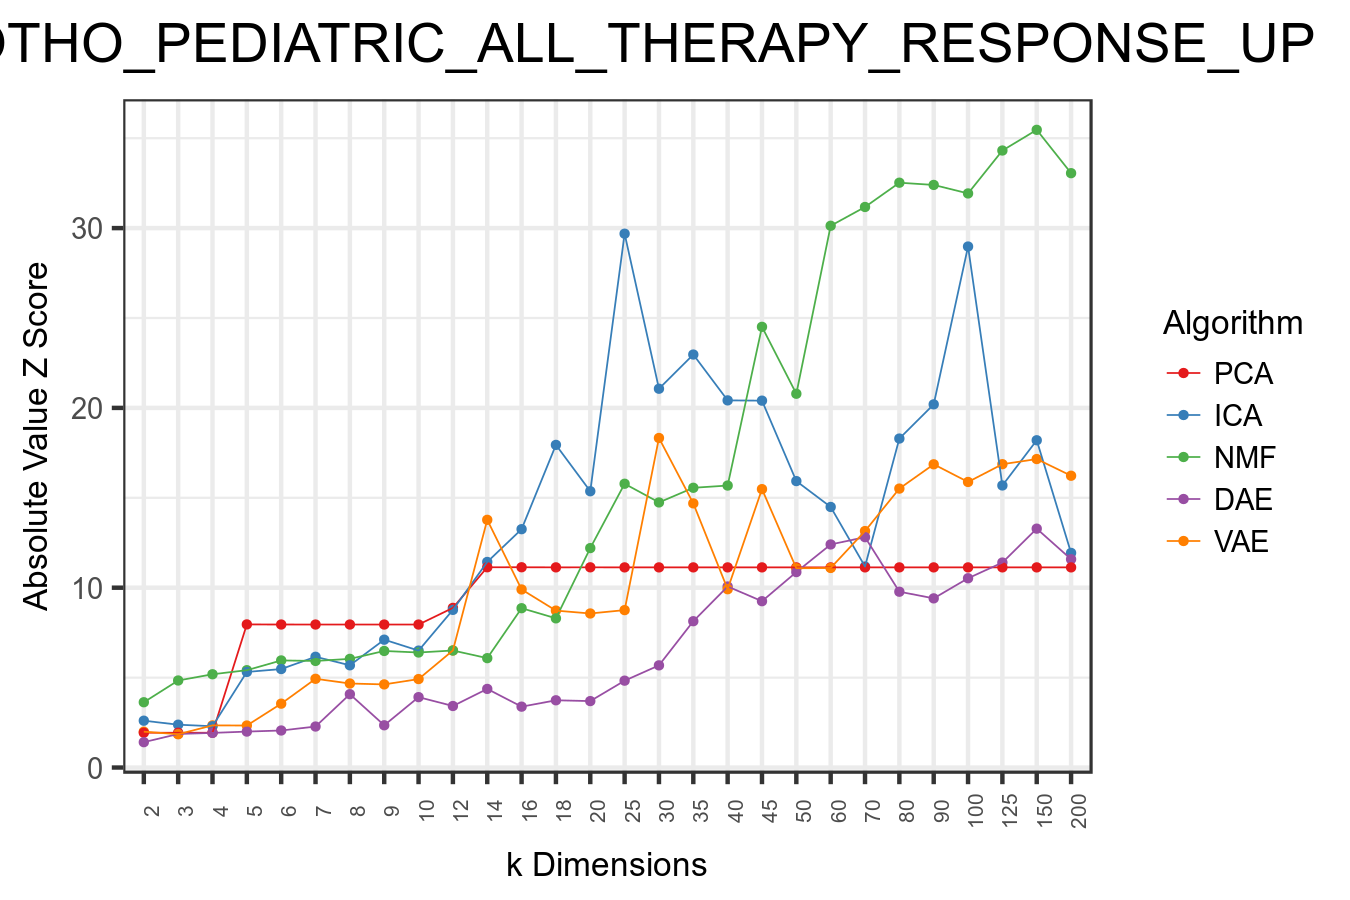 OTHO_PEDIATRIC_ALL_THERAPY_RESPONSE_UP
30
20
10
0
Absolute Value Z Score
2 3 4 5 6 7 8 9 10 12 14 16 18 20 25 30 35 40 45 50 60 70 80 90 100 125 150 200
k Dimensions
Algorithm
PCA
ICA
NMF
DAE
VAE